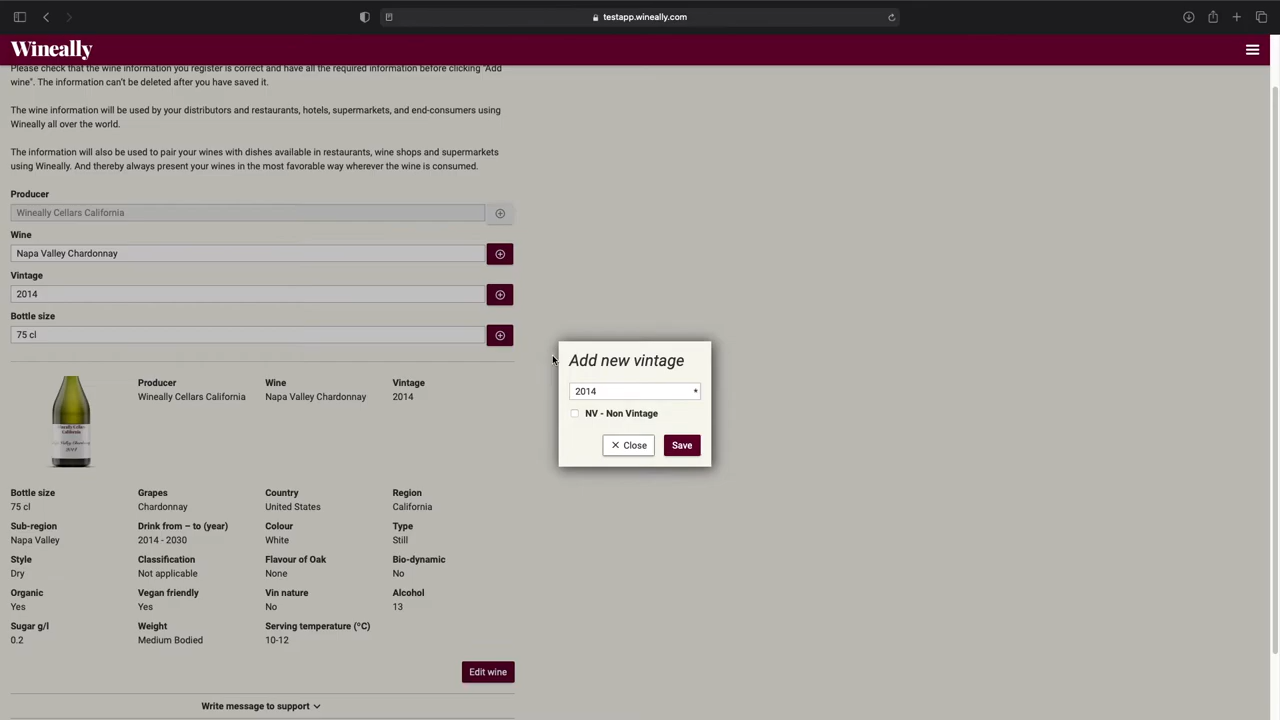 testapp.wineally.com
Wineally
Please check that the wine information you register is correct and have all the required information before clicking "Add
wine". The information can't be deleted after you have saved it.
The wine information will be used by your distributors and restaurants, hotels, supermarkets, and end-consumers using
Wineally all over the world.
The information will also be used to pair your wines with dishes available in restaurants, wine shops and supermarkets
using Wineally. And thereby always present your wines in the most favorable way wherever the wine is consumed.
Producer
Wineally Cellars California
Wine
Napa Valley Chardonnay
Vintage
2014
Bottle size
75 cl
Add new vintage
2014 *
NV - Non Vintage
Close Save
Producer Wine Vintage
Wineally Cellars California Napa Valley Chardonnay 2014
Wineally Cellars
California
Napa Valley Chardonnay
2014
Bottle size Grapes Country Region
75 cl Chardonnay United States California
Sub-region Drink from – to (year) Colour Type
Napa Valley 2014 - 2030 White Still
Style Classification Flavour of Oak Bio-dynamic
Dry Not applicable None No
Organic Vegan friendly Vin nature Alcohol
Yes Yes No 13
Sugar g/l Weight Serving temperature (ºC)
0.2 Medium Bodied 10-12
Edit wine
Write message to support